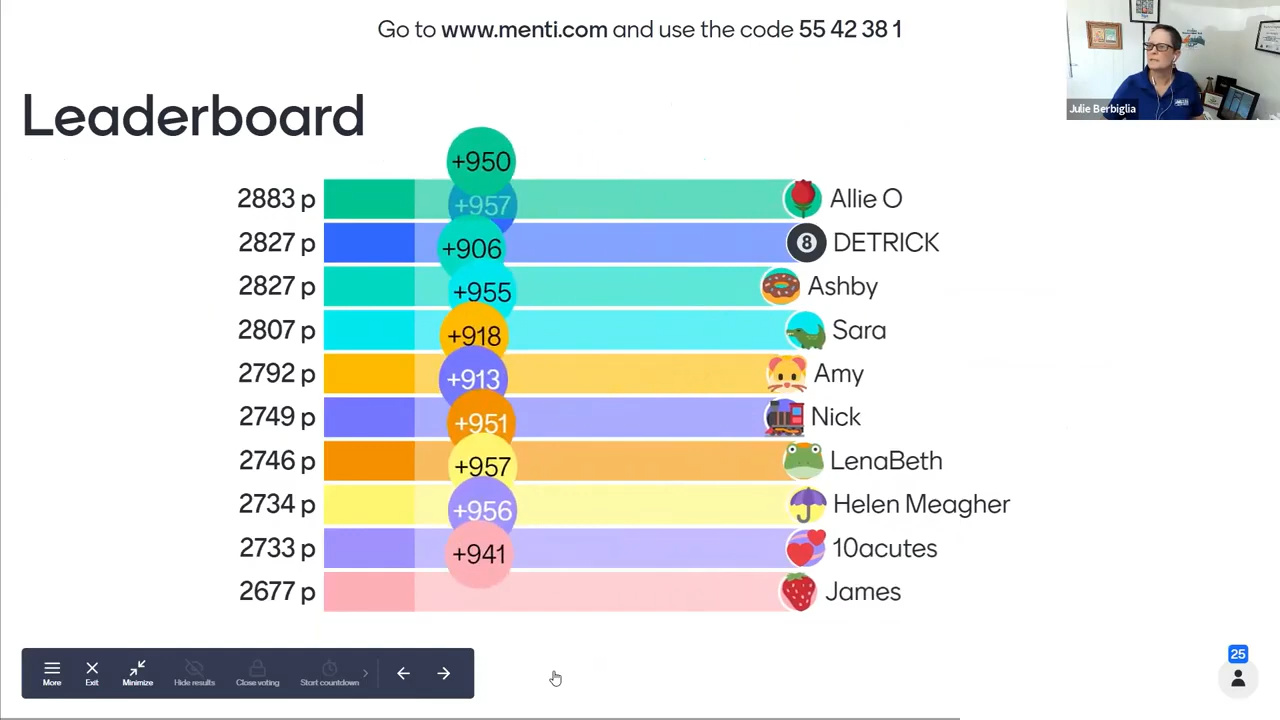 Go to www.menti.com and use the code 55 42 38 1
Julie Berbiglia
Leaderboard
+950
2883 p +957 Allie O
2827 p +906 8 DETRICK
2827 p +955 Ashby
2807 p +918 Sara
2792 p +913 Amy
2749 p +951 Nick
2746 p +957 LenaBeth
2734 p +956 Helen Meagher
2733 p +941 10acutes
2677 p James
More Exit Minimize Hide results Close voting Start countdown
25